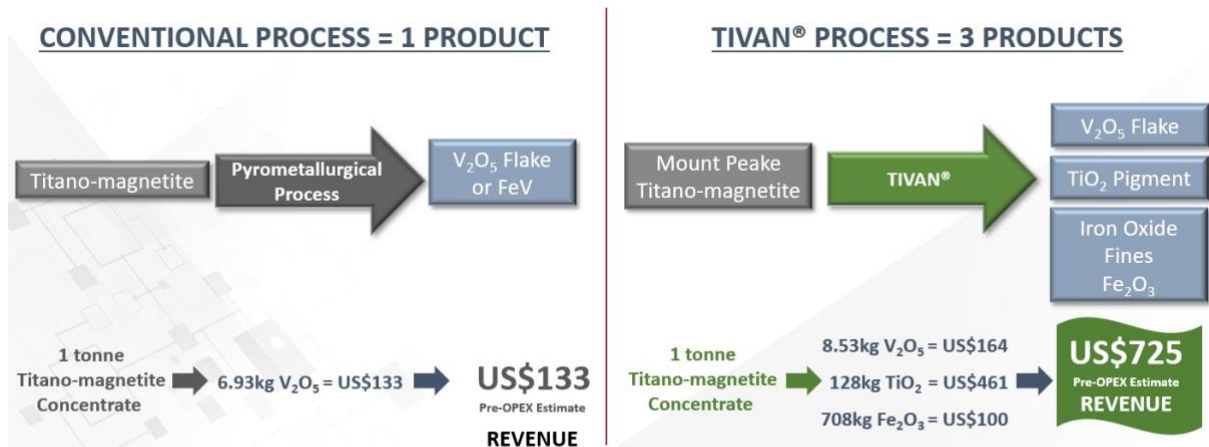 CONVENTIONAL PROCESS = 1 PRODUCT
Titano-magnetite
Pyrometallurgical
Process
V₂O₅ Flake
or FeV
1 tonne
Titano-magnetite
Concentrate
6.93kg V₂O₅ = US$133
US$133
Pre-OPEX Estimate
REVENUE
TIVAN® PROCESS = 3 PRODUCTS
Mount Peake
Titano-magnetite
TIVAN®
V₂O₅ Flake
TiO₂ Pigment
Iron Oxide
Fines
Fe₂O₃
1 tonne
Titano-magnetite
Concentrate
8.53kg V₂O₅ = US$164
128kg TiO₂ = US$461
708kg Fe₂O₃ = US$100
US$725
Pre-OPEX Estimate
REVENUE